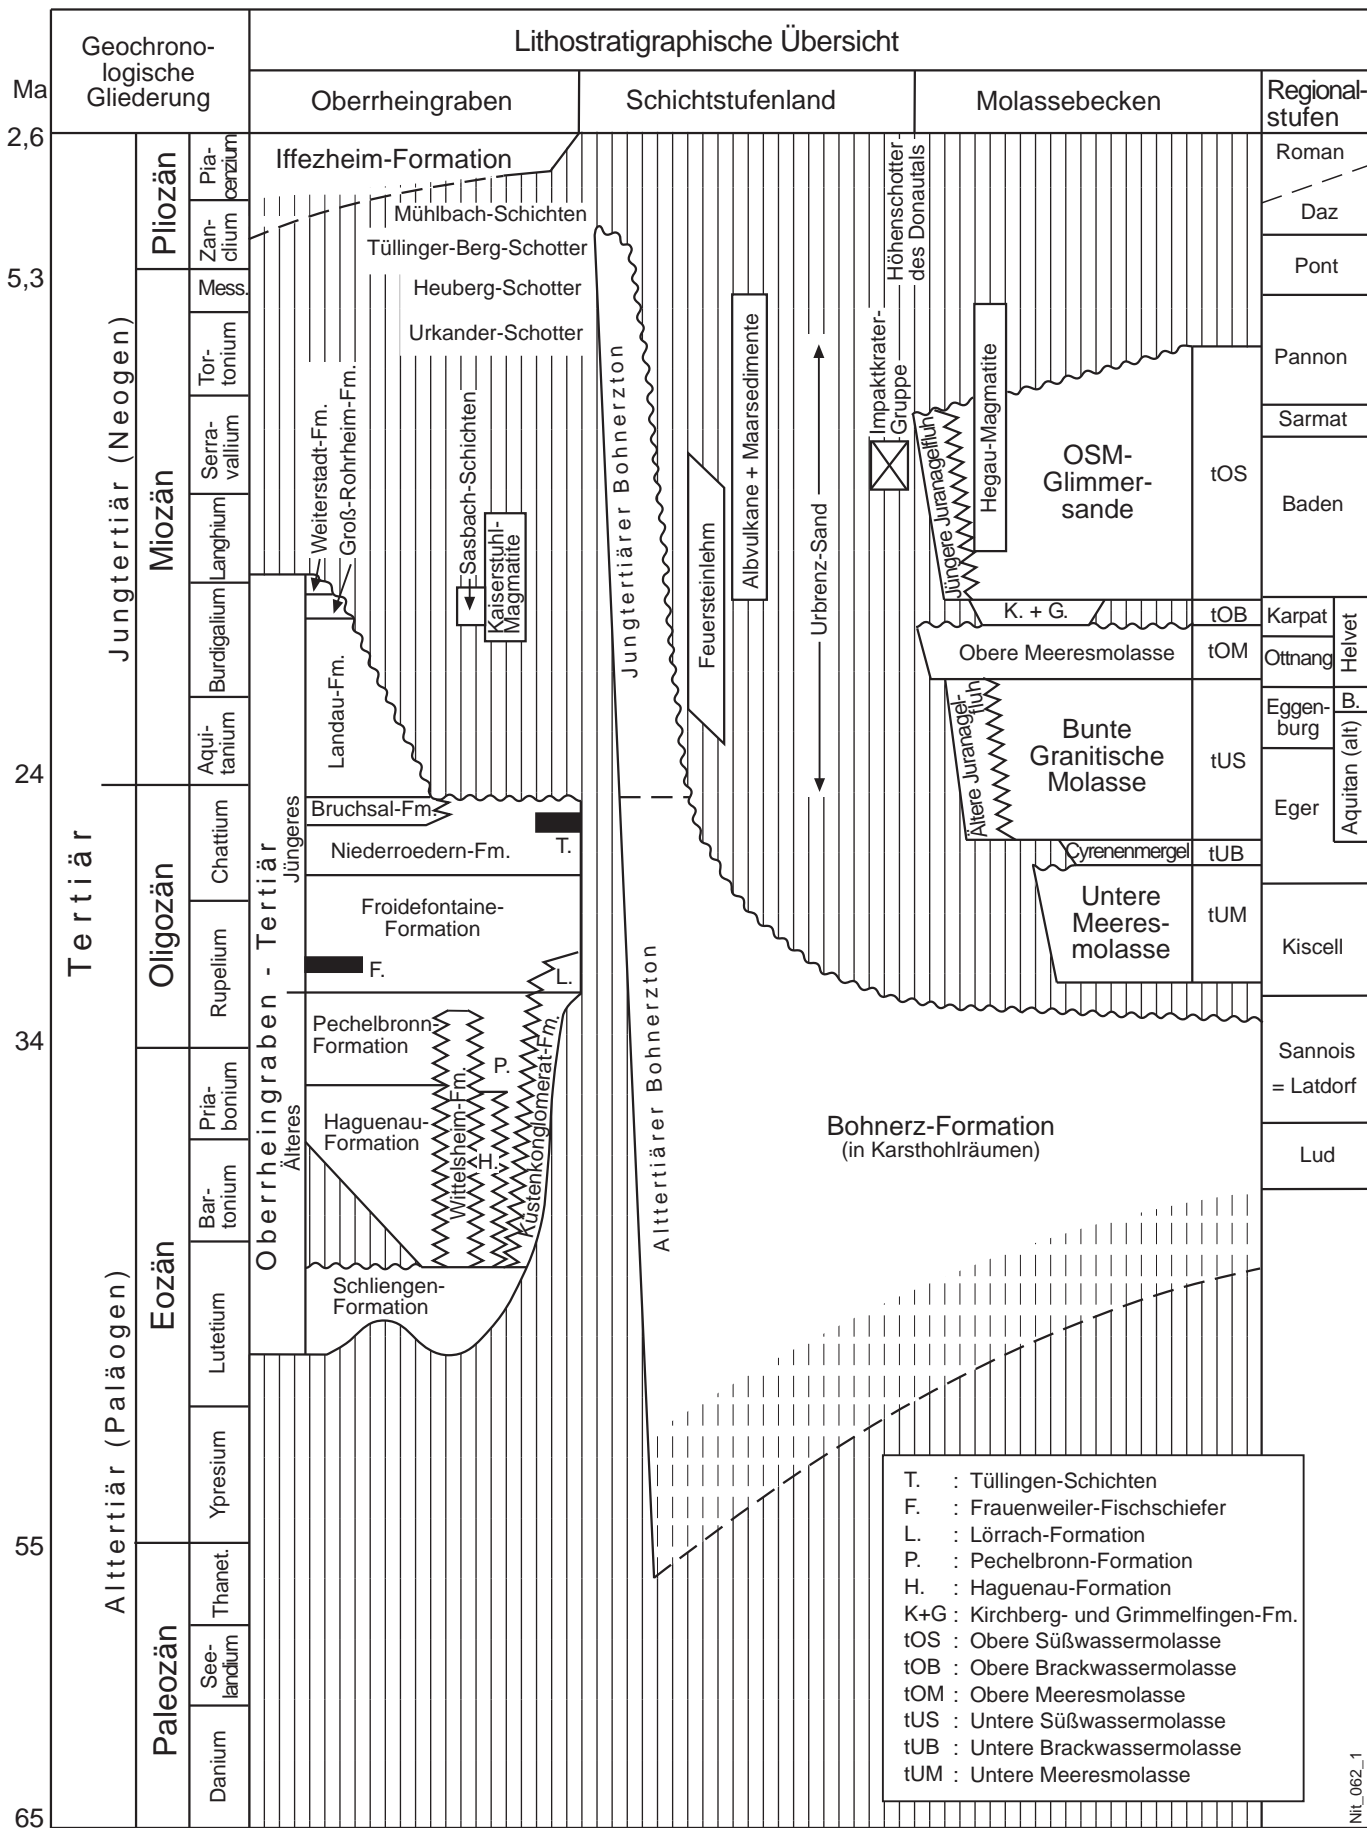 Ma
Geochrono-
logische
Gliederung
Lithostratigraphische Übersicht
Oberrheingraben
Schichtstufenland
Molassebecken
Regional-
stufen
2,6
5,3
24
34
55
65
Tertiär
Jungtertiär (Neogen)
Alttertiär (Paläogen)
Pliozän
Miozän
Oligozän
Eozän
Paleozän
Pia-
cenzium
Zan-
clium
Mess.
Tor-
tonium
Serra-
vallium
Langhium
Burdigalium
Aqui-
tanium
Chattium
Rupelium
Pria-
bonium
Bar-
tonium
Lutetium
Ypresium
Thanet.
See-
landium
Danium
Iffezheim-Formation
Mühlbach-Schichten
Tüllinger-Berg-Schotter
Heuberg-Schotter
Urkander-Schotter
Weiterstadt-Fm.
Groß-Rohrheim-Fm.
Sasbach-Schichten
Kaiserstuhl-
Magmatite
Landau-Fm.
Oberrheingraben - Tertiär
Jüngeres
Älteres
Bruchsal-Fm.
T.
Niederroedern-Fm.
Froidefontaine-
Formation
F.
L.
Pechelbronn-
Formation
P.
Haguenau-
Formation
Wittelsheim-Fm.
H.
Küstenkonglomerat-Fm.
Schliengen-
Formation
Jungtertiärer Bohnerzton
Alttertiärer Bohnerzton
Feuersteinlehm
Albvulkane + Maarsedimente
Urbrenz-Sand
Impaktkrater-
Gruppe
Höhenschotter
des Donautals
Bohnerz-Formation
(in Karsthohlräumen)
Hegau-Magmatite
Jüngere Juranagelfluh
OSM-
Glimmer-
sande
tOS
K. + G.
tOB
Obere Meeresmolasse
tOM
Ältere Juranagel-
fluh
Bunte
Granitische
Molasse
tUS
Cyrenenmergel
tUB
Untere
Meeres-
molasse
tUM
Roman
Daz
Pont
Pannon
Sarmat
Baden
Karpat
Ottnang
Helvet
Eggen-
burg
B.
Eger
Aquitan (alt)
Kiscell
Sannois
= Latdorf
Lud
T. : Tüllingen-Schichten
F. : Frauenweiler-Fischschiefer
L. : Lörrach-Formation
P. : Pechelbronn-Formation
H. : Haguenau-Formation
K+G : Kirchberg- und Grimmelfingen-Fm.
tOS : Obere Süßwassermolasse
tOB : Obere Brackwassermolasse
tOM : Obere Meeresmolasse
tUS : Untere Süßwassermolasse
tUB : Untere Brackwassermolasse
tUM : Untere Meeresmolasse
Nit_062_1